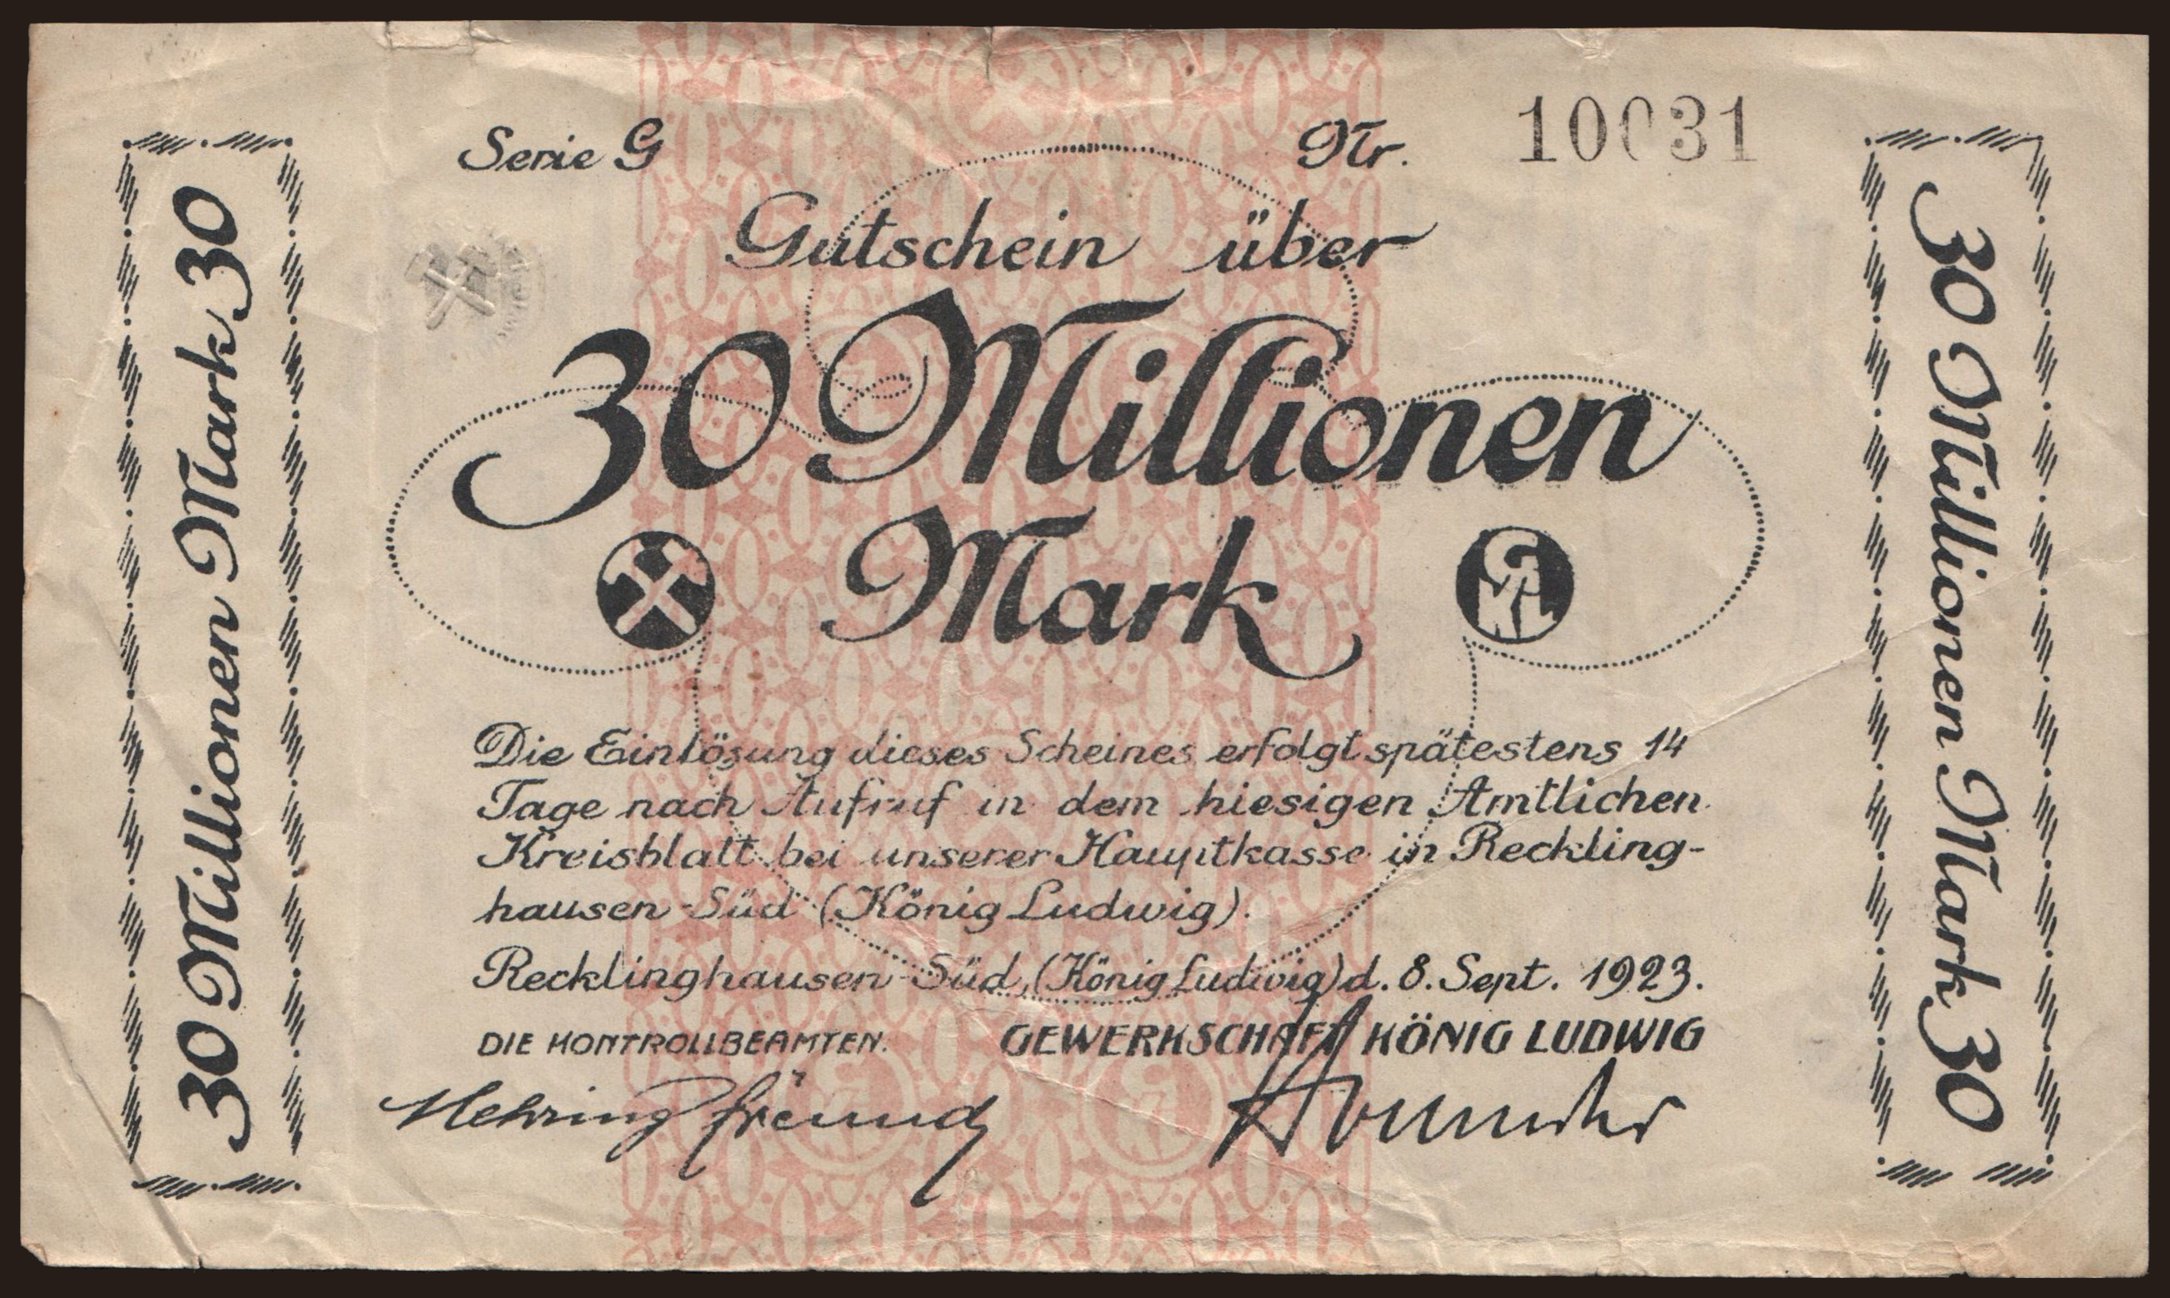 Serie G
Nr. 10031
Gutschein über
30 Millionen
Mark
Die Einlösung dieses Scheines erfolgt spätestens 14
Tage nach Aufruf in dem hiesigen Amtlichen
Kreisblatt bei unserer Hauptkasse in Reckling-
hausen-Süd (König Ludwig).
Recklinghausen-Süd, (König Ludwig) d. 8. Sept. 1923.
DIE KONTROLLBEAMTEN.
GEWERKSCHAFT KÖNIG LUDWIG
Mehring
30 Millionen Mark 30
30 Millionen Mark 30